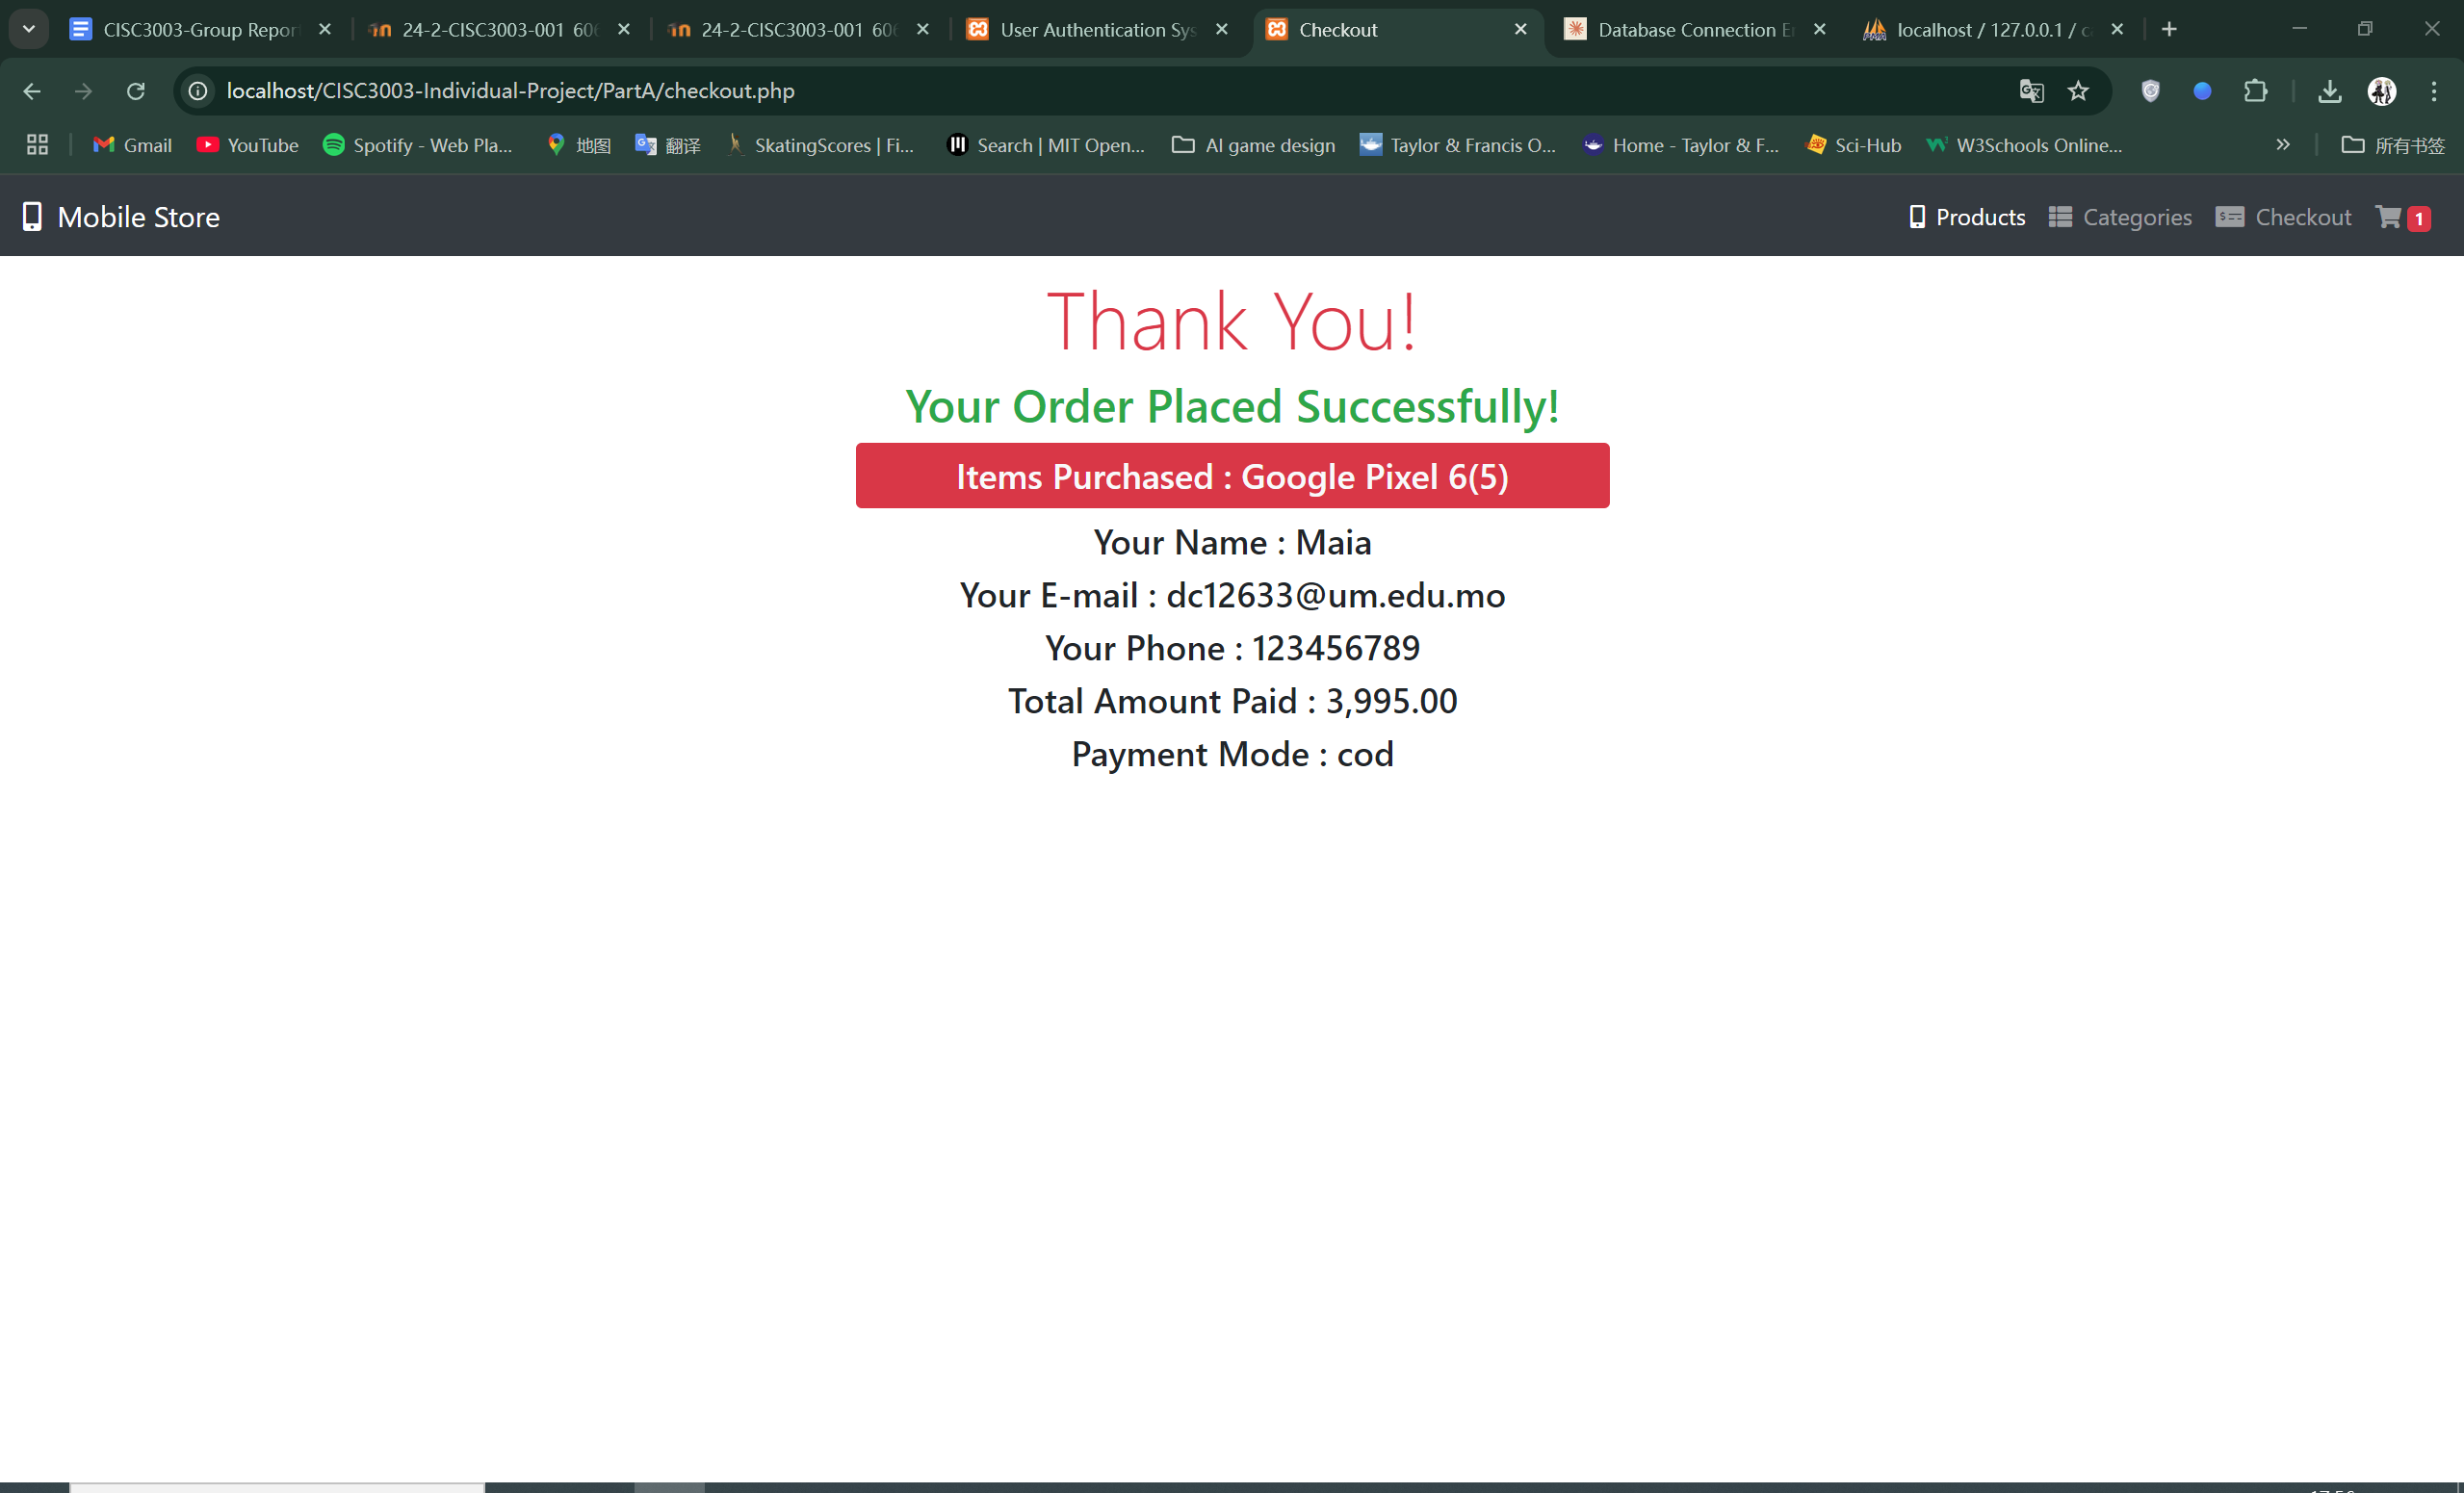 CISC3003-Group Repor
24-2-CISC3003-001
24-2-CISC3003-001
User Authentication Sys
Checkout
Database Connection
localhost / 127.0.0.1 /
localhost/CISC3003-Individual-Project/PartA/checkout.php
Gmail
YouTube
Spotify - Web Pla...
地图
翻译
SkatingScores | Fi...
Search | MIT Open...
AI game design
Taylor & Francis O...
Home - Taylor & F...
Sci-Hub
W3Schools Online...
所有书签
Mobile Store
Products
Categories
Checkout
1
Thank You!
Your Order Placed Successfully!
Items Purchased : Google Pixel 6(5)
Your Name : Maia
Your E-mail : dc12633@um.edu.mo
Your Phone : 123456789
Total Amount Paid : 3,995.00
Payment Mode : cod